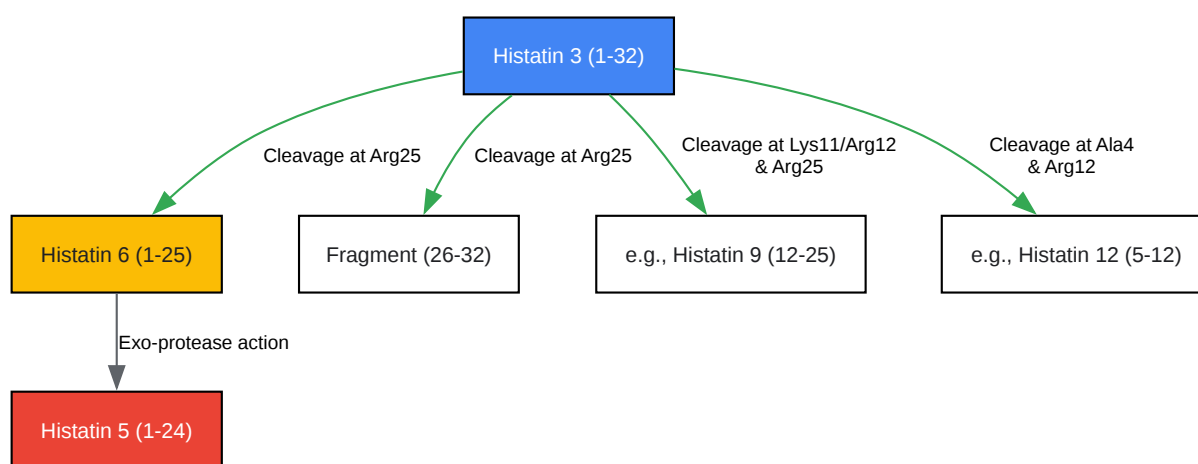 Histatin 3 (1-32)
Cleavage at Arg25
Cleavage at Arg25
Cleavage at Lys11/Arg12
& Arg25
Cleavage at Ala4
& Arg12
Histatin 6 (1-25)
Fragment (26-32)
e.g., Histatin 9 (12-25)
e.g., Histatin 12 (5-12)
Exo-protease action
Histatin 5 (1-24)